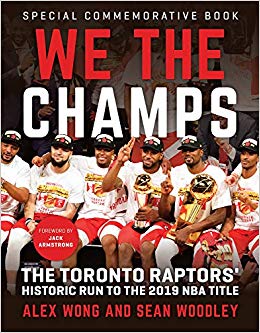 SPECIAL COMMEMORATIVE BOOK
WE THE
CHAMPS
FOREWORD BY
JACK
ARMSTRONG
THE TORONTO RAPTORS'
HISTORIC RUN TO THE 2019 NBA TITLE
ALEX WONG AND SEAN WOODLEY